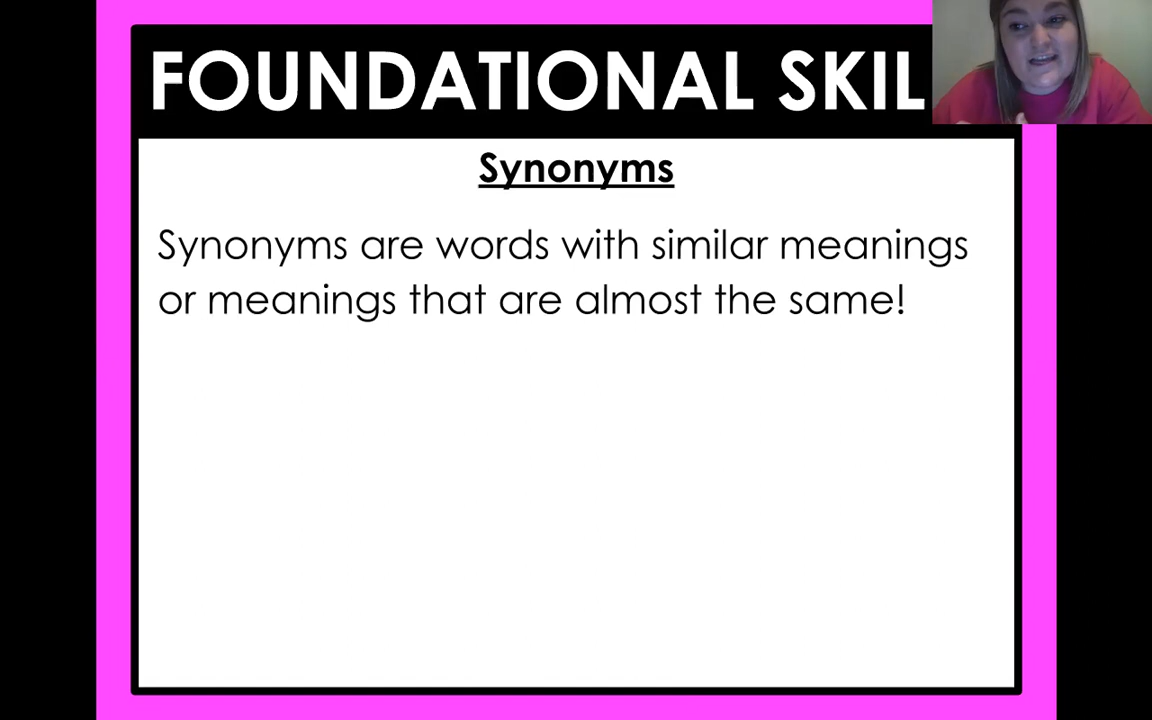 FOUNDATIONAL SKIL
Synonyms
Synonyms are words with similar meanings
or meanings that are almost the same!